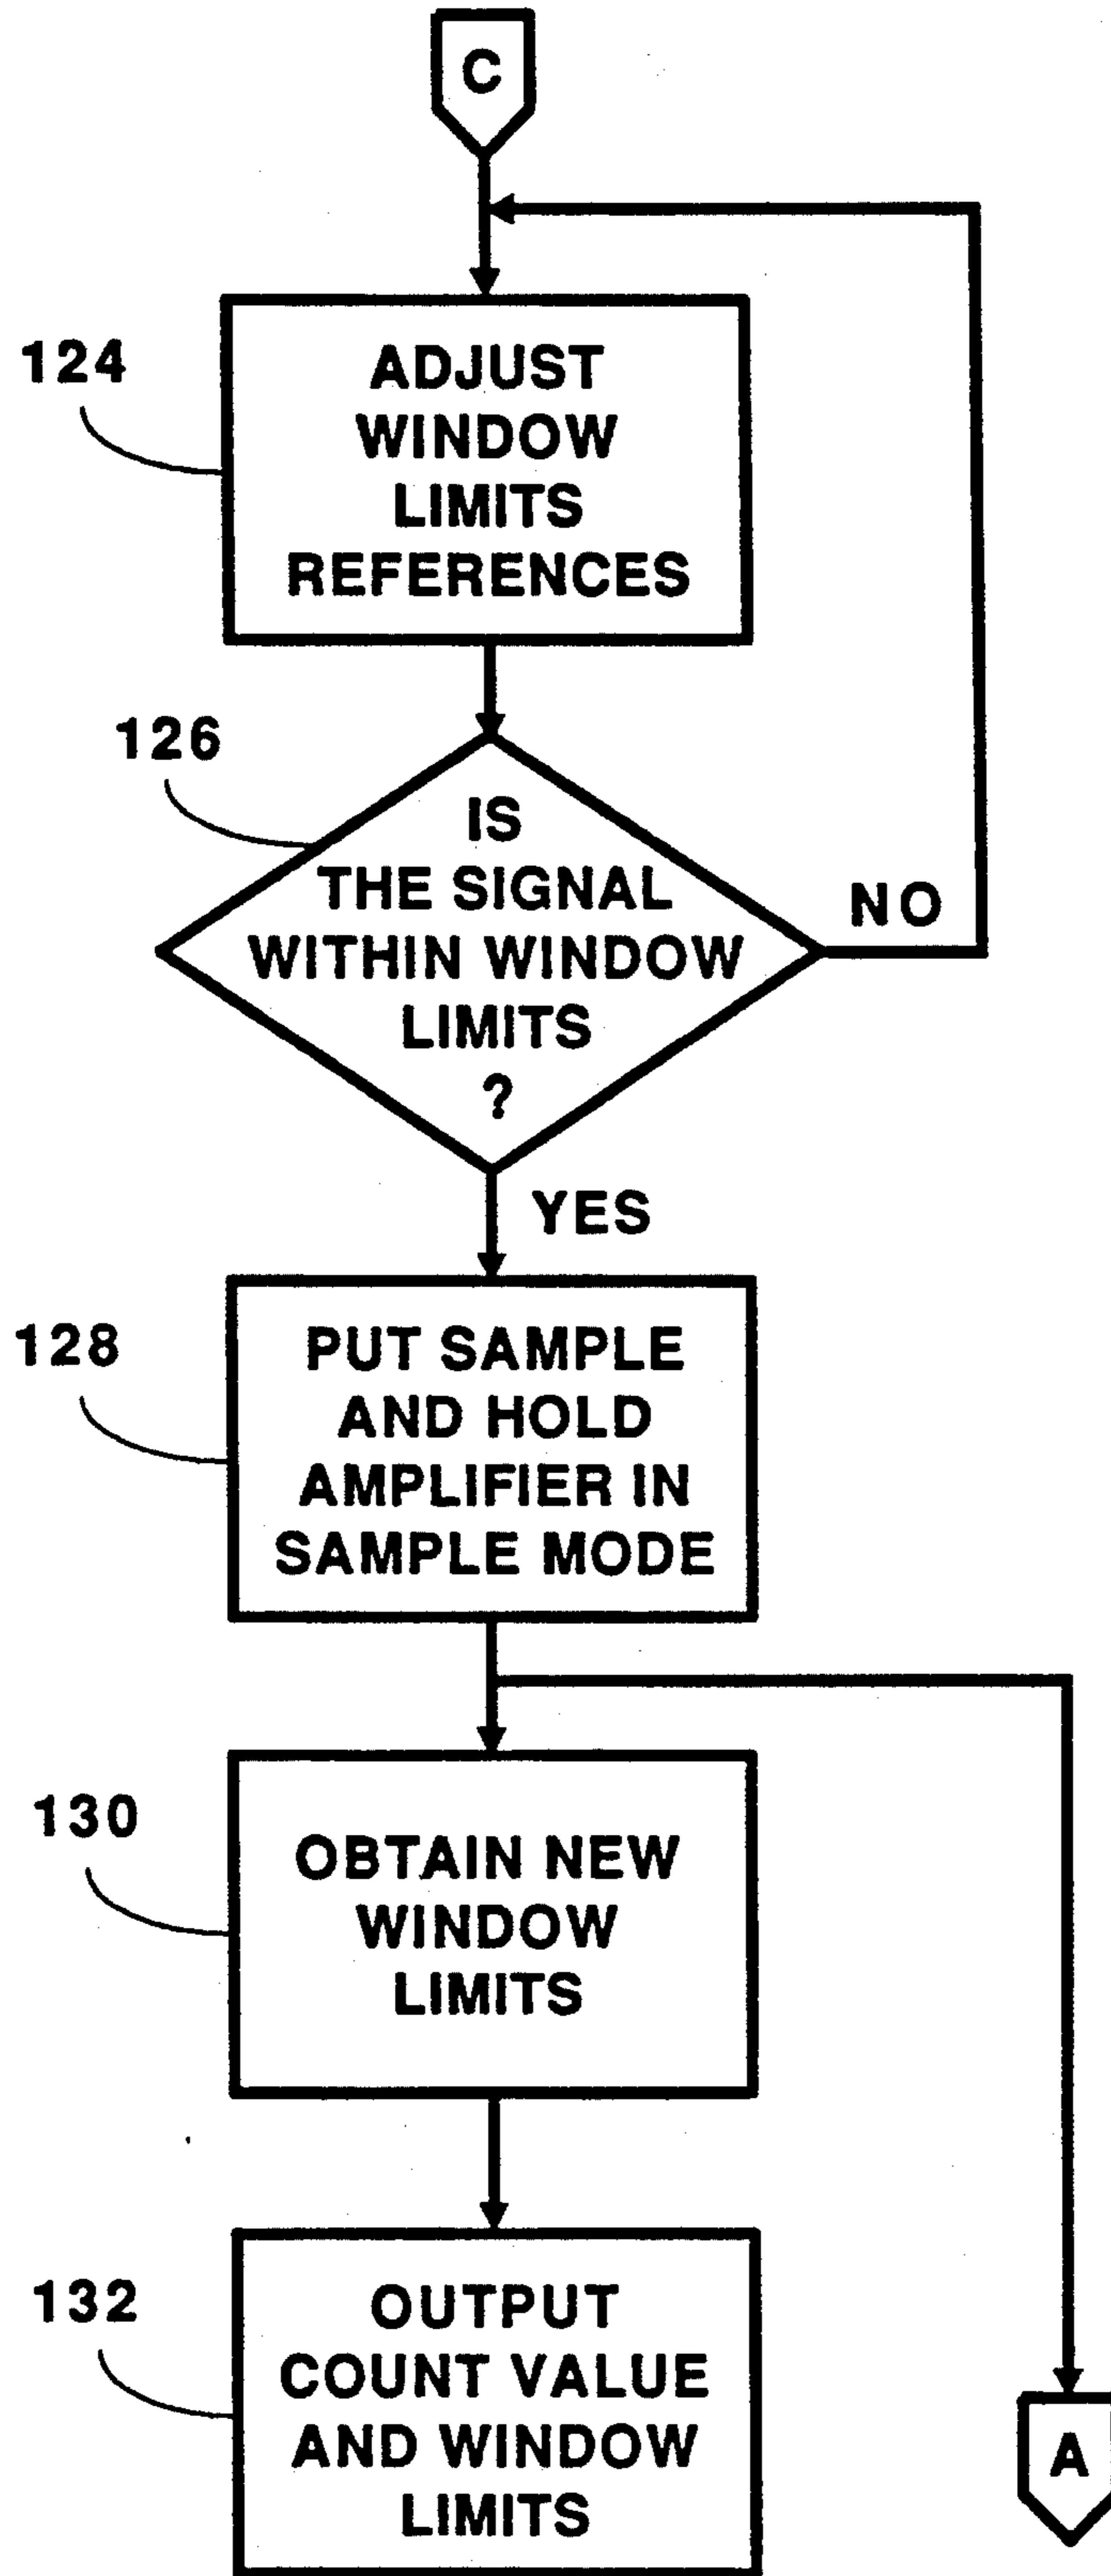 C
124
ADJUST
WINDOW
LIMITS
REFERENCES
126
IS
THE SIGNAL
WITHIN WINDOW
LIMITS
?
NO
YES
128
PUT SAMPLE
AND HOLD
AMPLIFIER IN
SAMPLE MODE
130
OBTAIN NEW
WINDOW
LIMITS
132
OUTPUT
COUNT VALUE
AND WINDOW
LIMITS
A